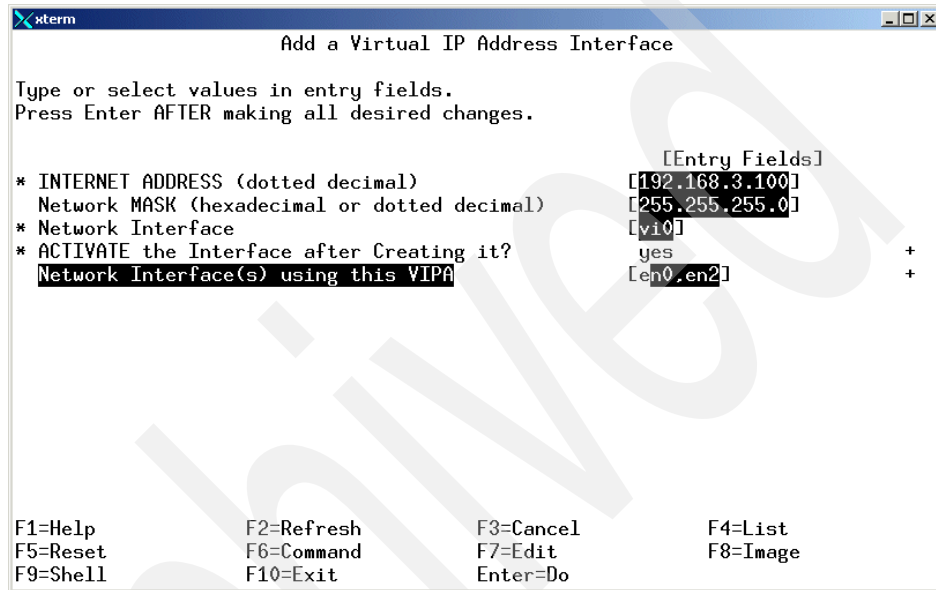 xterm
Add a Virtual IP Address Interface
Type or select values in entry fields.
Press Enter AFTER making all desired changes.
[Entry Fields]
* INTERNET ADDRESS (dotted decimal) [192.168.3.100]
Network MASK (hexadecimal or dotted decimal) [255.255.255.0]
* Network Interface [vi0]
* ACTIVATE the Interface after Creating it? yes +
Network Interface(s) using this VIPA [en0,en2] +
F1=Help F2=Refresh F3=Cancel F4=List
F5=Reset F6=Command F7=Edit F8=Image
F9=Shell F10=Exit Enter=Do